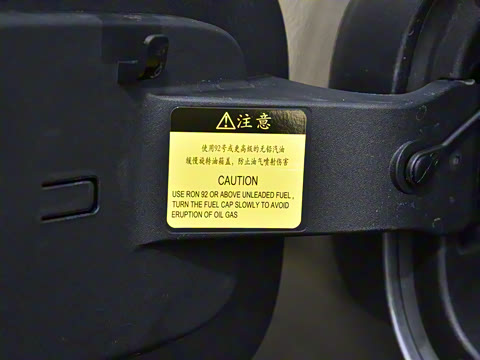 注意
使用92号或更高级的无铅汽油
缓慢旋转油箱盖，防止油气喷射伤害
CAUTION
USE RON 92 OR ABOVE UNLEADED FUEL,
TURN THE FUEL CAP SLOWLY TO AVOID
ERUPTION OF OIL GAS